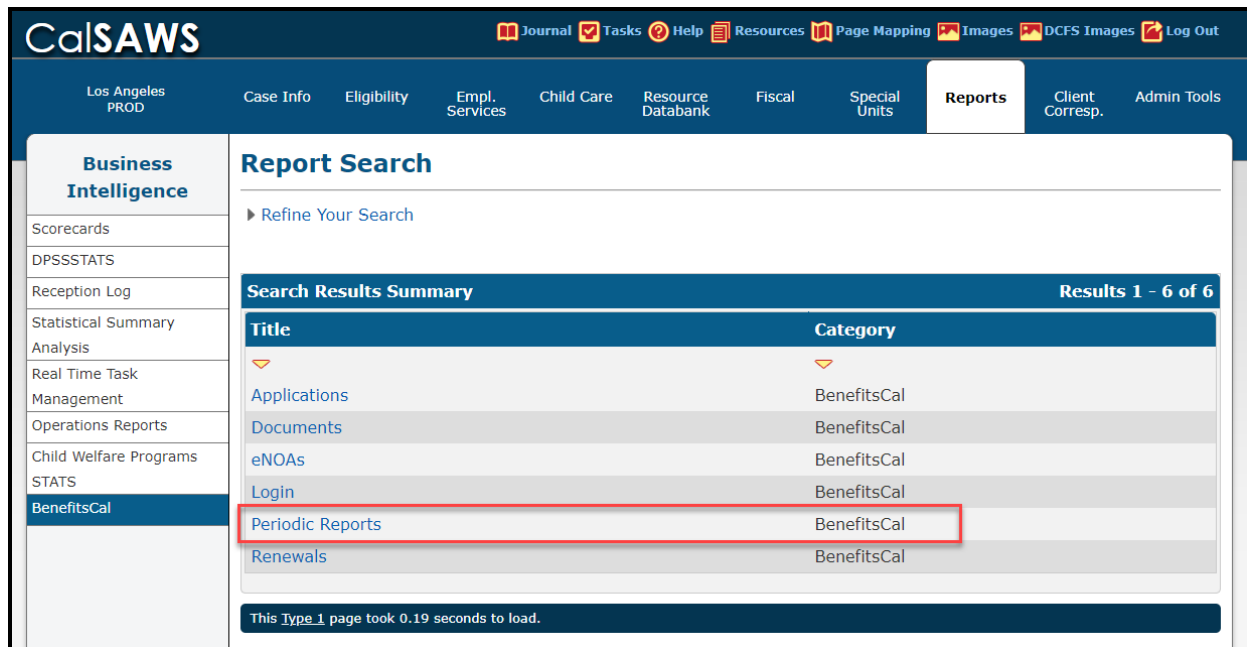 CalSAWS
Journal Tasks Help Resources Page Mapping Images DCFS Images Log Out
Los Angeles
PROD
Case Info
Eligibility
Empl.
Services
Child Care
Resource
Databank
Fiscal
Special
Units
Reports
Client
Corresp.
Admin Tools
Business
Intelligence
Scorecards
DPSSSTATS
Reception Log
Statistical Summary
Analysis
Real Time Task
Management
Operations Reports
Child Welfare Programs
STATS
BenefitsCal
Report Search
Refine Your Search
Search Results Summary Results 1 - 6 of 6
Title Category
Applications BenefitsCal
Documents BenefitsCal
eNOAs BenefitsCal
Login BenefitsCal
Periodic Reports BenefitsCal
Renewals BenefitsCal
This Type 1 page took 0.19 seconds to load.